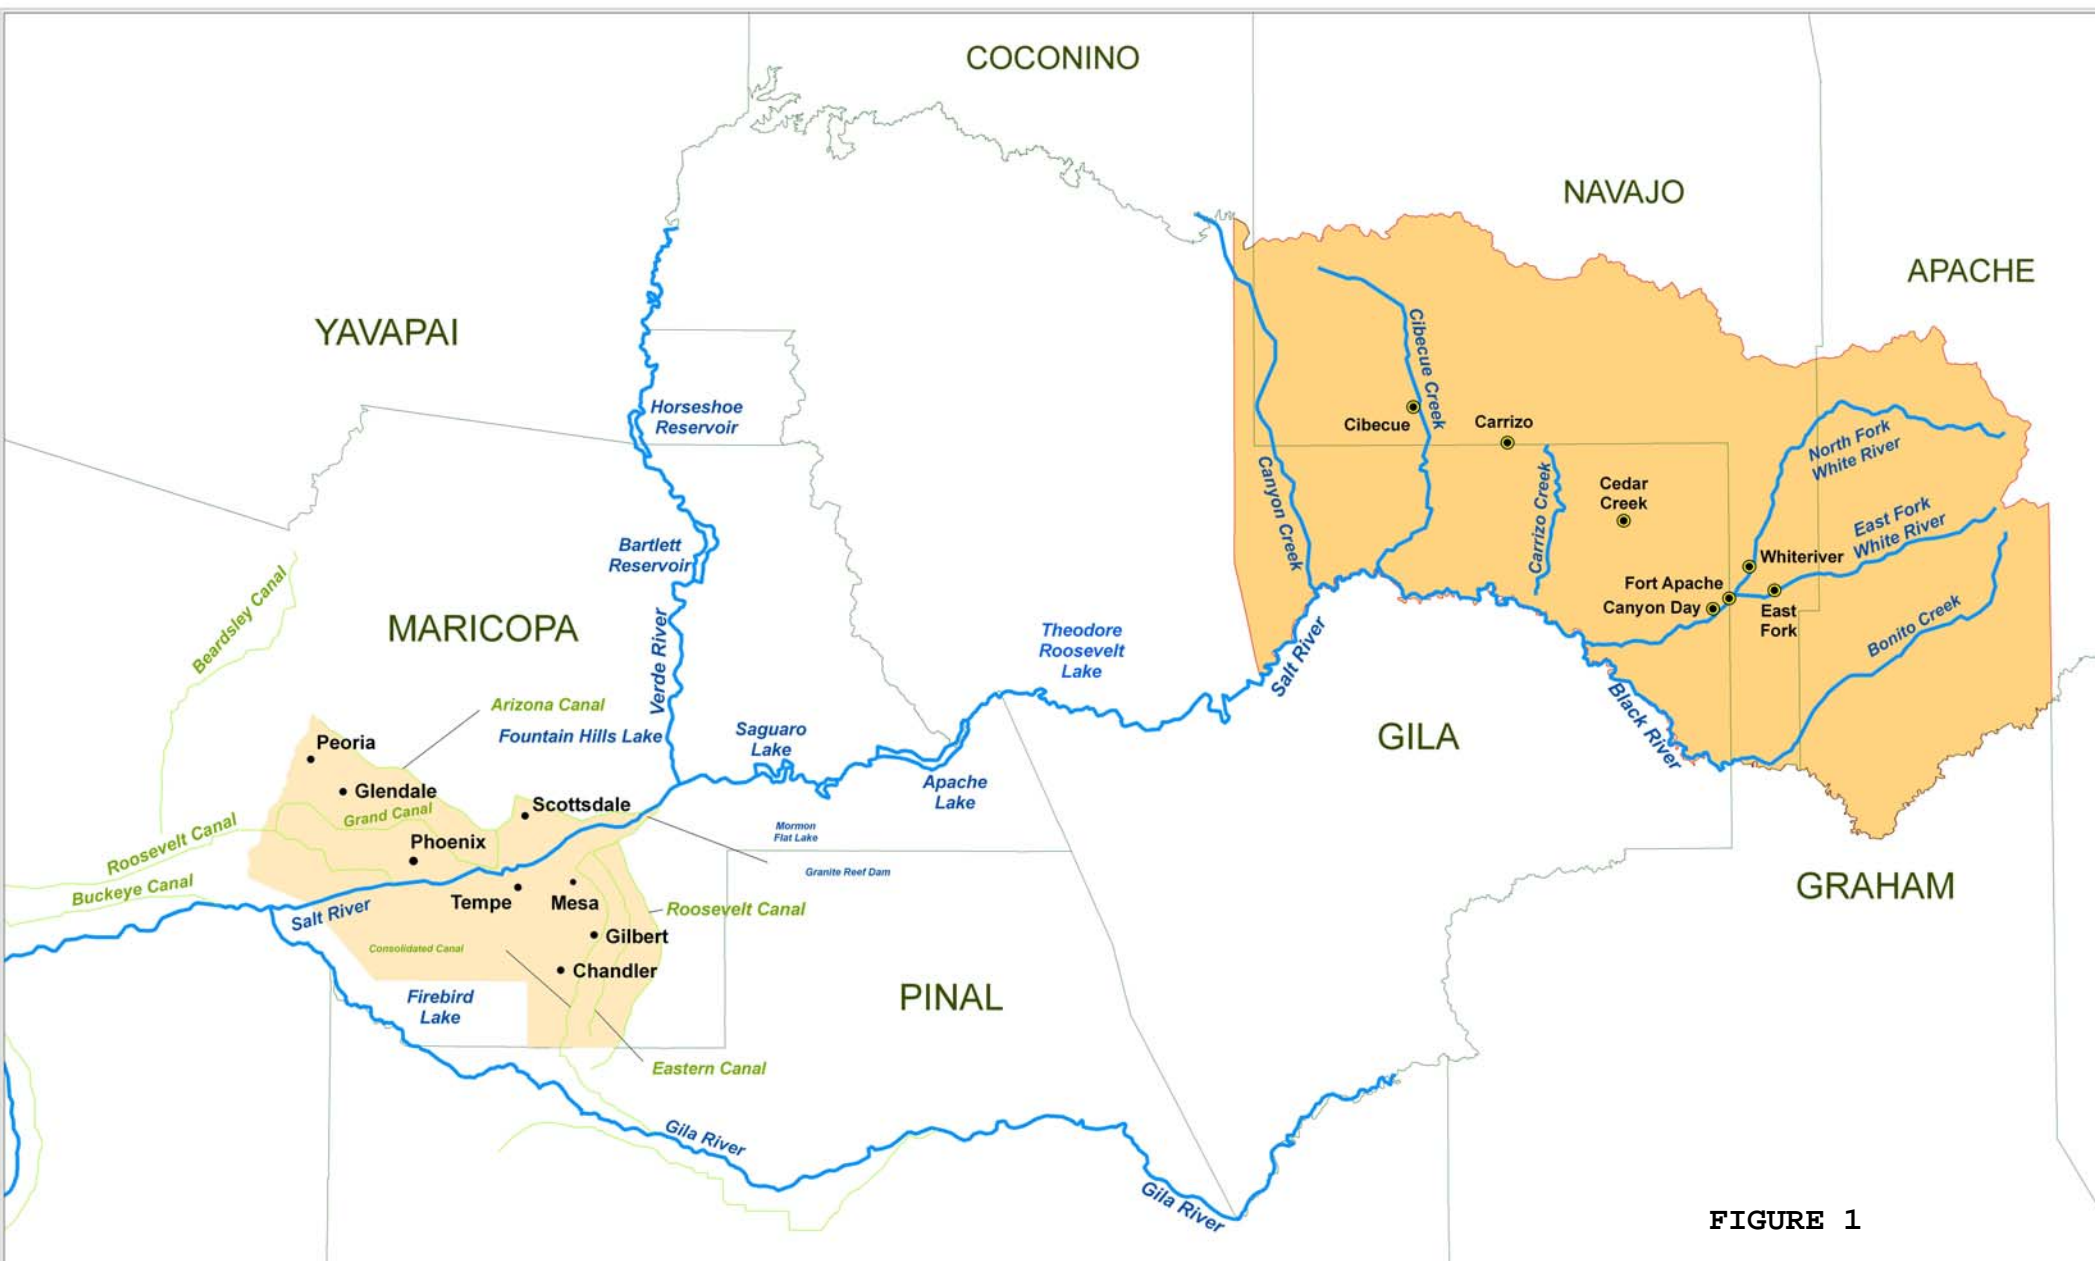 COCONINO
NAVAJO
APACHE
YAVAPAI
Cibecue Creek
Horseshoe
Reservoir
Cibecue
Carrizo
North Fork
White River
Canyon Creek
Carrizo Creek
Cedar
Creek
East Fork
White River
Bartlett
Reservoir
Whiteriver
Fort Apache
Canyon Day
East
Fork
Bonito Creek
Beardsley Canal
MARICOPA
Verde River
Theodore
Roosevelt
Lake
Salt River
Black River
Arizona Canal
Fountain Hills Lake
Saguaro
Lake
GILA
Peoria
Glendale
Grand Canal
Scottsdale
Apache
Lake
Roosevelt Canal
Phoenix
Mormon
Flat Lake
Granite Reef Dam
Buckeye Canal
Salt River
Tempe
Mesa
Roosevelt Canal
GRAHAM
Gilbert
Consolidated Canal
Chandler
Firebird
Lake
PINAL
Eastern Canal
Gila River
Gila River
FIGURE 1